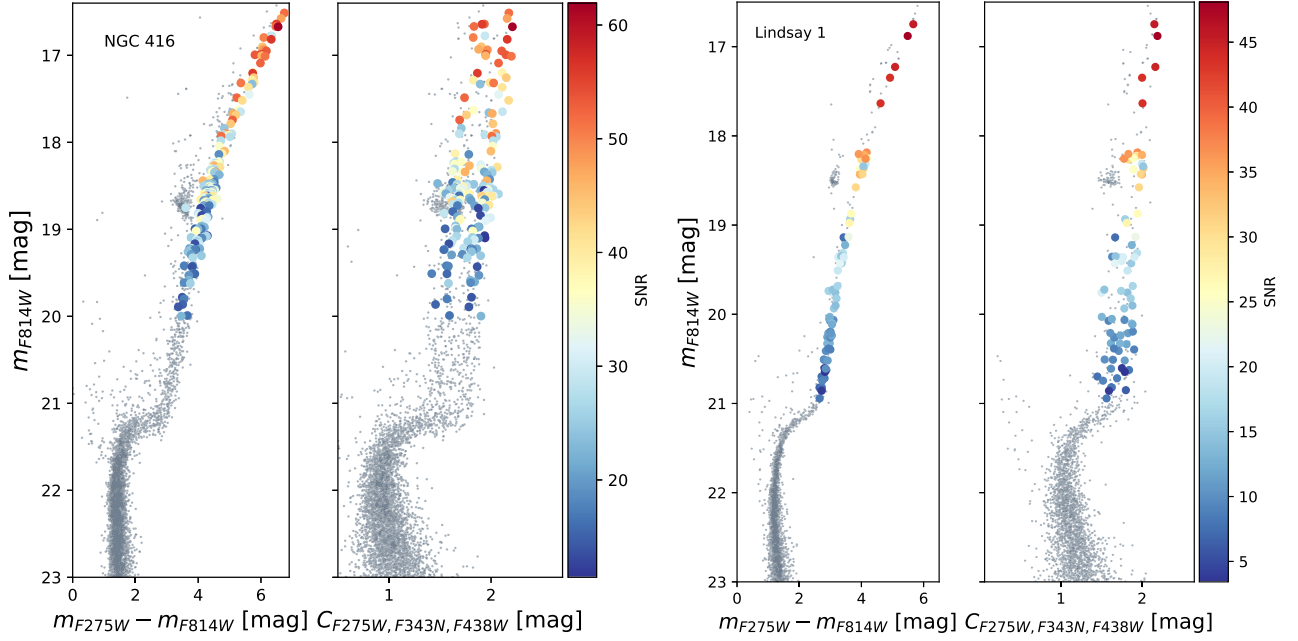 NGC 416
Lindsay 1
17
18
19
20
21
22
23
m_F814W [mag]
0 2 4 6
m_F275W − m_F814W [mag]
1 2
C_F275W,F343N,F438W [mag]
60
50
40
30
20
SNR
17
18
19
20
21
22
23
m_F814W [mag]
0 2 4 6
m_F275W − m_F814W [mag]
1 2
C_F275W,F343N,F438W [mag]
45
40
35
30
25
20
15
10
5
SNR